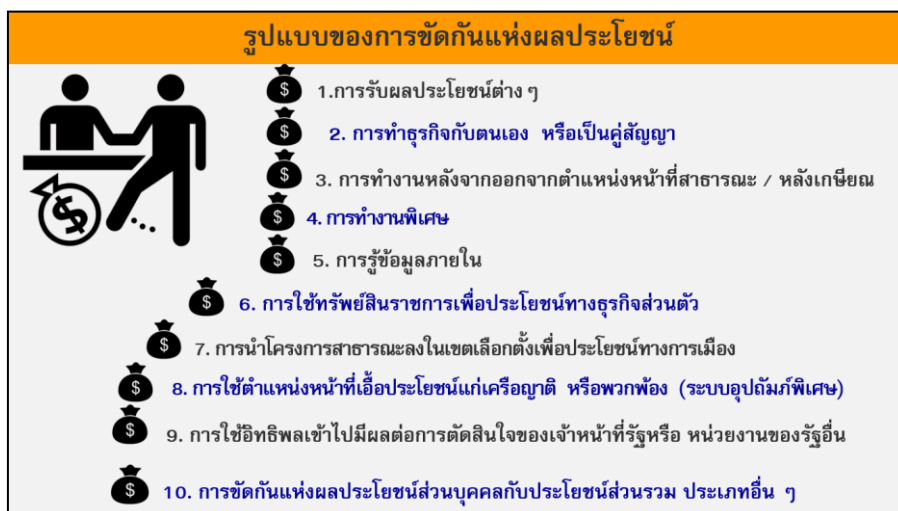 รูปแบบของการขัดกันแห่งผลประโยชน์
$ 1.การรับผลประโยชน์ต่าง ๆ
$ 2. การทำธุรกิจกับตนเอง หรือเป็นคู่สัญญา
$ 3. การทำงานหลังจากออกจากตำแหน่งหน้าที่สาธารณะ / หลังเกษียณ
$ 4. การทำงานพิเศษ
$ 5. การรู้ข้อมูลภายใน
$ 6. การใช้ทรัพย์สินราชการเพื่อประโยชน์ทางธุรกิจส่วนตัว
$ 7. การนำโครงการสาธารณะลงในเขตเลือกตั้งเพื่อประโยชน์ทางการเมือง
$ 8. การใช้ตำแหน่งหน้าที่เอื้อประโยชน์แก่เครือญาติ หรือพวกพ้อง (ระบบอุปถัมภ์พิเศษ)
$ 9. การใช้อิทธิพลเข้าไปมีผลต่อการตัดสินใจของเจ้าหน้าที่รัฐหรือ หน่วยงานของรัฐอื่น
$ 10. การขัดกันแห่งผลประโยชน์ส่วนบุคคลกับประโยชน์ส่วนรวม ประเภทอื่น ๆ
$